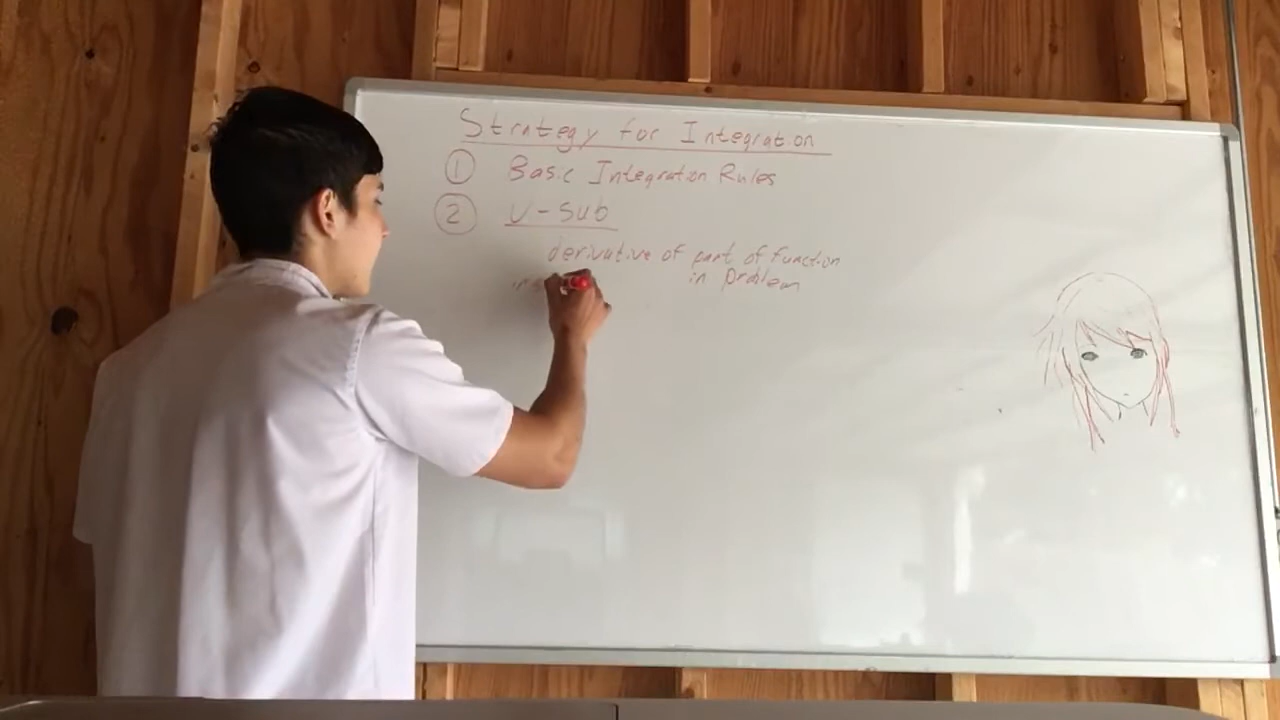 Strategy for Integration
1 Basic Integration Rules
2 U-Sub
derivative of part of function
in problem